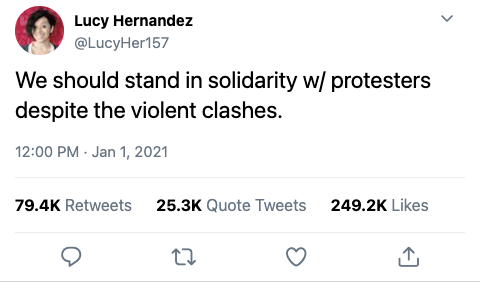 Lucy Hernandez
@LucyHer157
We should stand in solidarity w/ protesters
despite the violent clashes.
12:00 PM · Jan 1, 2021
79.4K Retweets 25.3K Quote Tweets 249.2K Likes